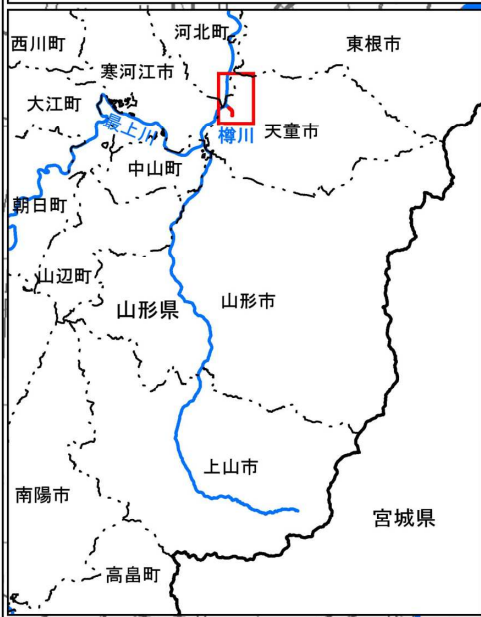 河北町
西川町
東根市
寒河江市
大江町
最上川
樽川
天童市
中山町
朝日町
山辺町
山形県
山形市
上山市
南陽市
宮城県
高畠町